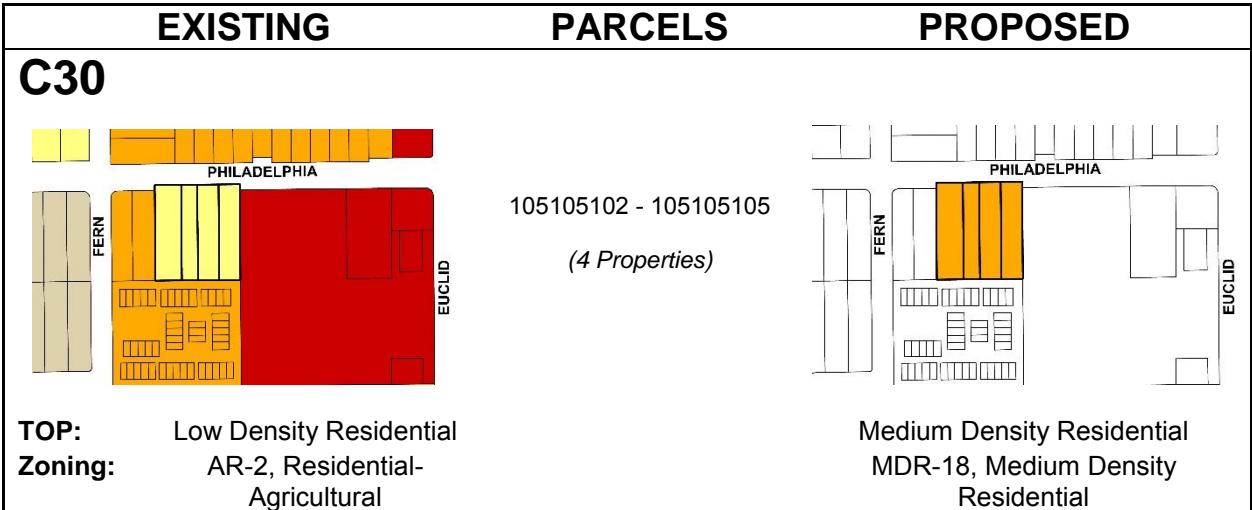 EXISTING PARCELS PROPOSED
C30
PHILADELPHIA
FERN
EUCLID
105105102 - 105105105
(4 Properties)
PHILADELPHIA
FERN
EUCLID
TOP: Low Density Residential Medium Density Residential
Zoning: AR-2, Residential- MDR-18, Medium Density
Agricultural Residential